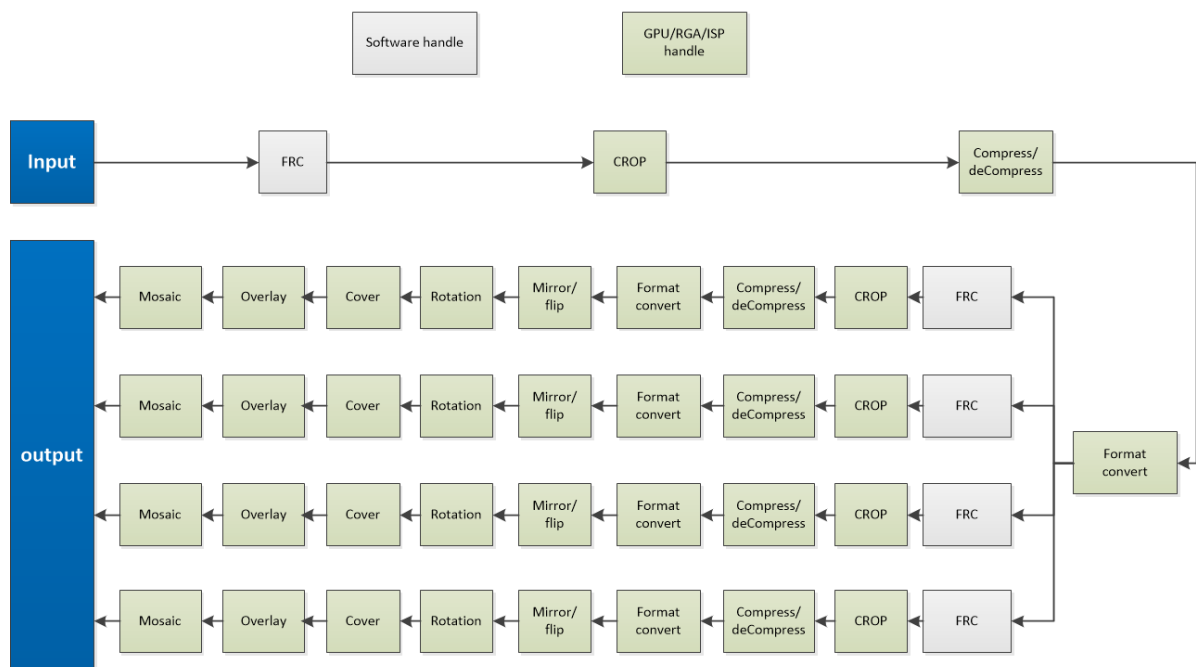 Software handle
GPU/RGA/ISP
handle
Input
FRC
CROP
Compress/
deCompress
output
Mosaic
Overlay
Cover
Rotation
Mirror/
flip
Format
convert
Compress/
deCompress
CROP
FRC
Mosaic
Overlay
Cover
Rotation
Mirror/
flip
Format
convert
Compress/
deCompress
CROP
FRC
Format
convert
Mosaic
Overlay
Cover
Rotation
Mirror/
flip
Format
convert
Compress/
deCompress
CROP
FRC
Mosaic
Overlay
Cover
Rotation
Mirror/
flip
Format
convert
Compress/
deCompress
CROP
FRC